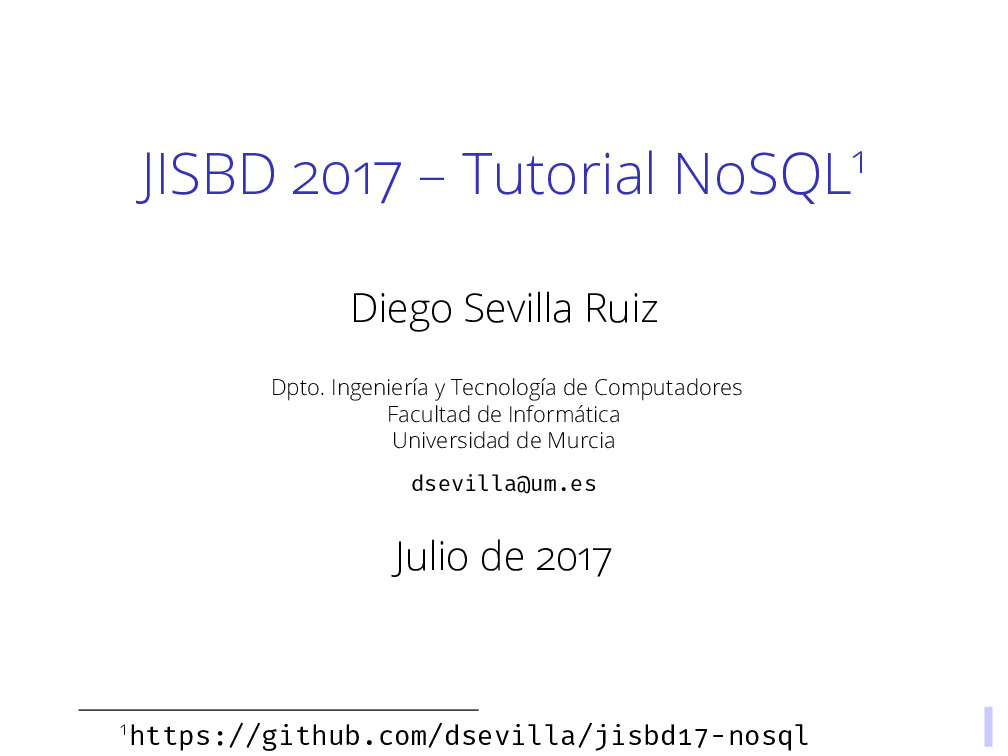 JISBD 2017 – Tutorial NoSQL¹
Diego Sevilla Ruiz
Dpto. Ingeniería y Tecnología de Computadores
Facultad de Informática
Universidad de Murcia
dsevilla@um.es
Julio de 2017
¹https://github.com/dsevilla/jisbd17-nosql